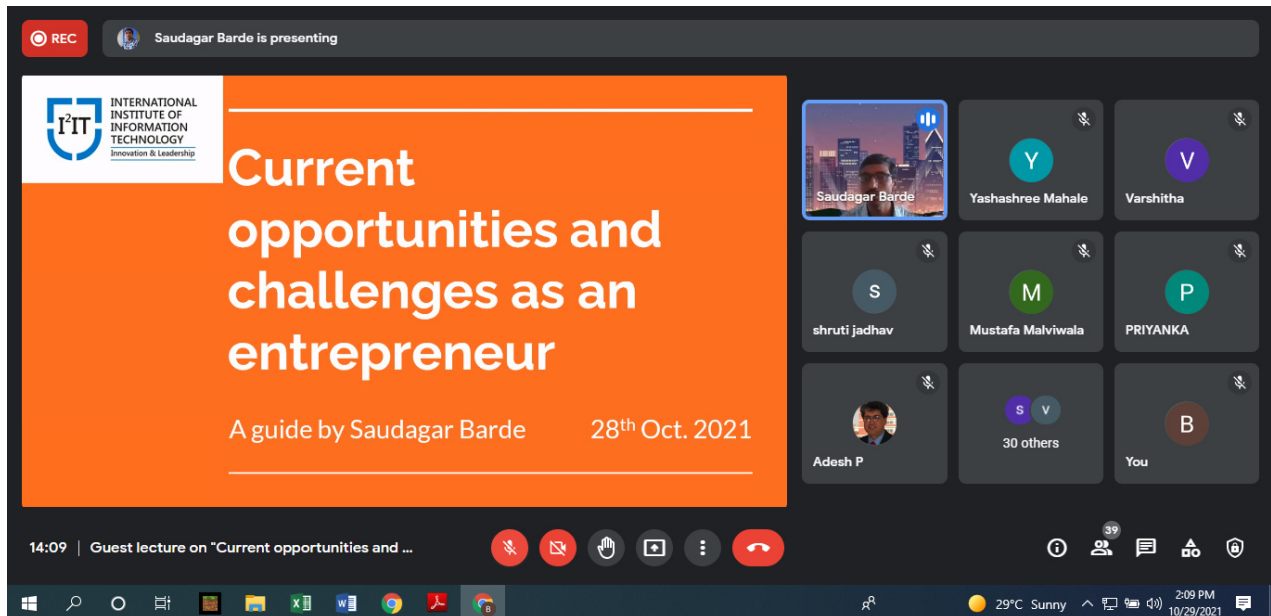 REC
Saudagar Barde is presenting
I²IT
INTERNATIONAL
INSTITUTE OF
INFORMATION
TECHNOLOGY
Innovation & Leadership
Current
opportunities and
challenges as an
entrepreneur
A guide by Saudagar Barde 28th Oct. 2021
Saudagar Barde
Y
Yashashree Mahale
V
Varshitha
S
shruti jadhav
M
Mustafa Malviwala
P
PRIYANKA
Adesh P
S V
30 others
B
You
14:09 | Guest lecture on "Current opportunities and ...
39
29°C Sunny
2:09 PM
10/29/2021